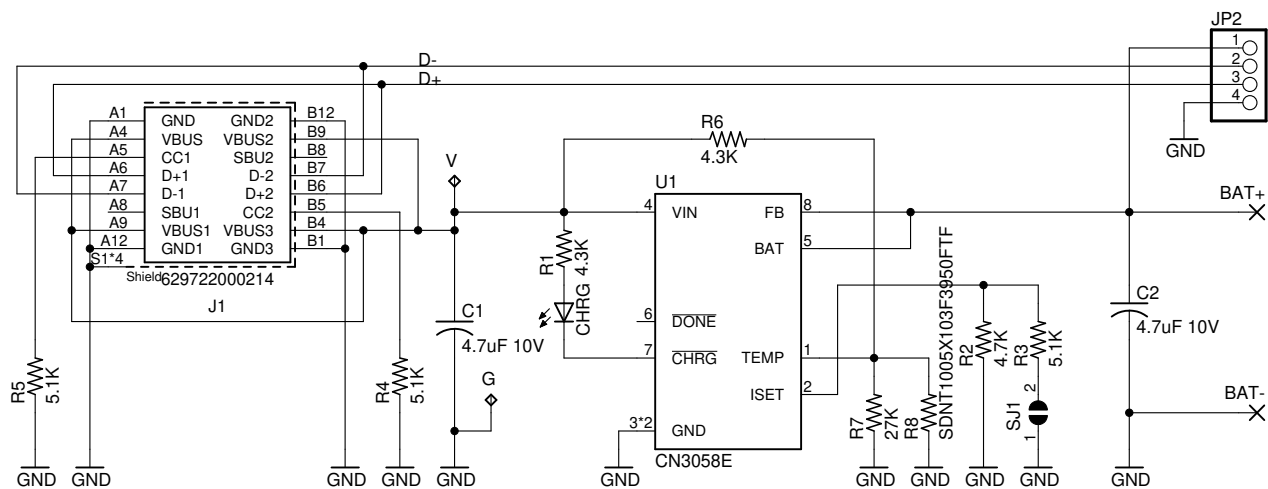 JP2
1
2
3
4
GND
D-
D+
A1
GND
GND2
B12
A4
VBUS
VBUS2
B9
A5
CC1
SBU2
B8
A6
D+1
D-2
B7
A7
D-1
D+2
B6
A8
SBU1
CC2
B5
A9
VBUS1
VBUS3
B4
A12
GND1
GND3
B1
S1*4
Shield
629722000214
J1
R6
4.3K
V
U1
4
VIN
FB
8
BAT
5
6
DONE
7
CHRG
TEMP
1
ISET
2
3*2
GND
CN3058E
R1
4.3K
CHRG
C1
4.7uF 10V
G
R5
5.1K
R4
5.1K
R7
27K
R8
SDNT1005X103F3950FTF
R2
4.7K
R3
5.1K
SJ1
2
1
BAT+
C2
4.7uF 10V
BAT-
GND
GND
GND
GND
GND
GND
GND
GND
GND
GND
GND